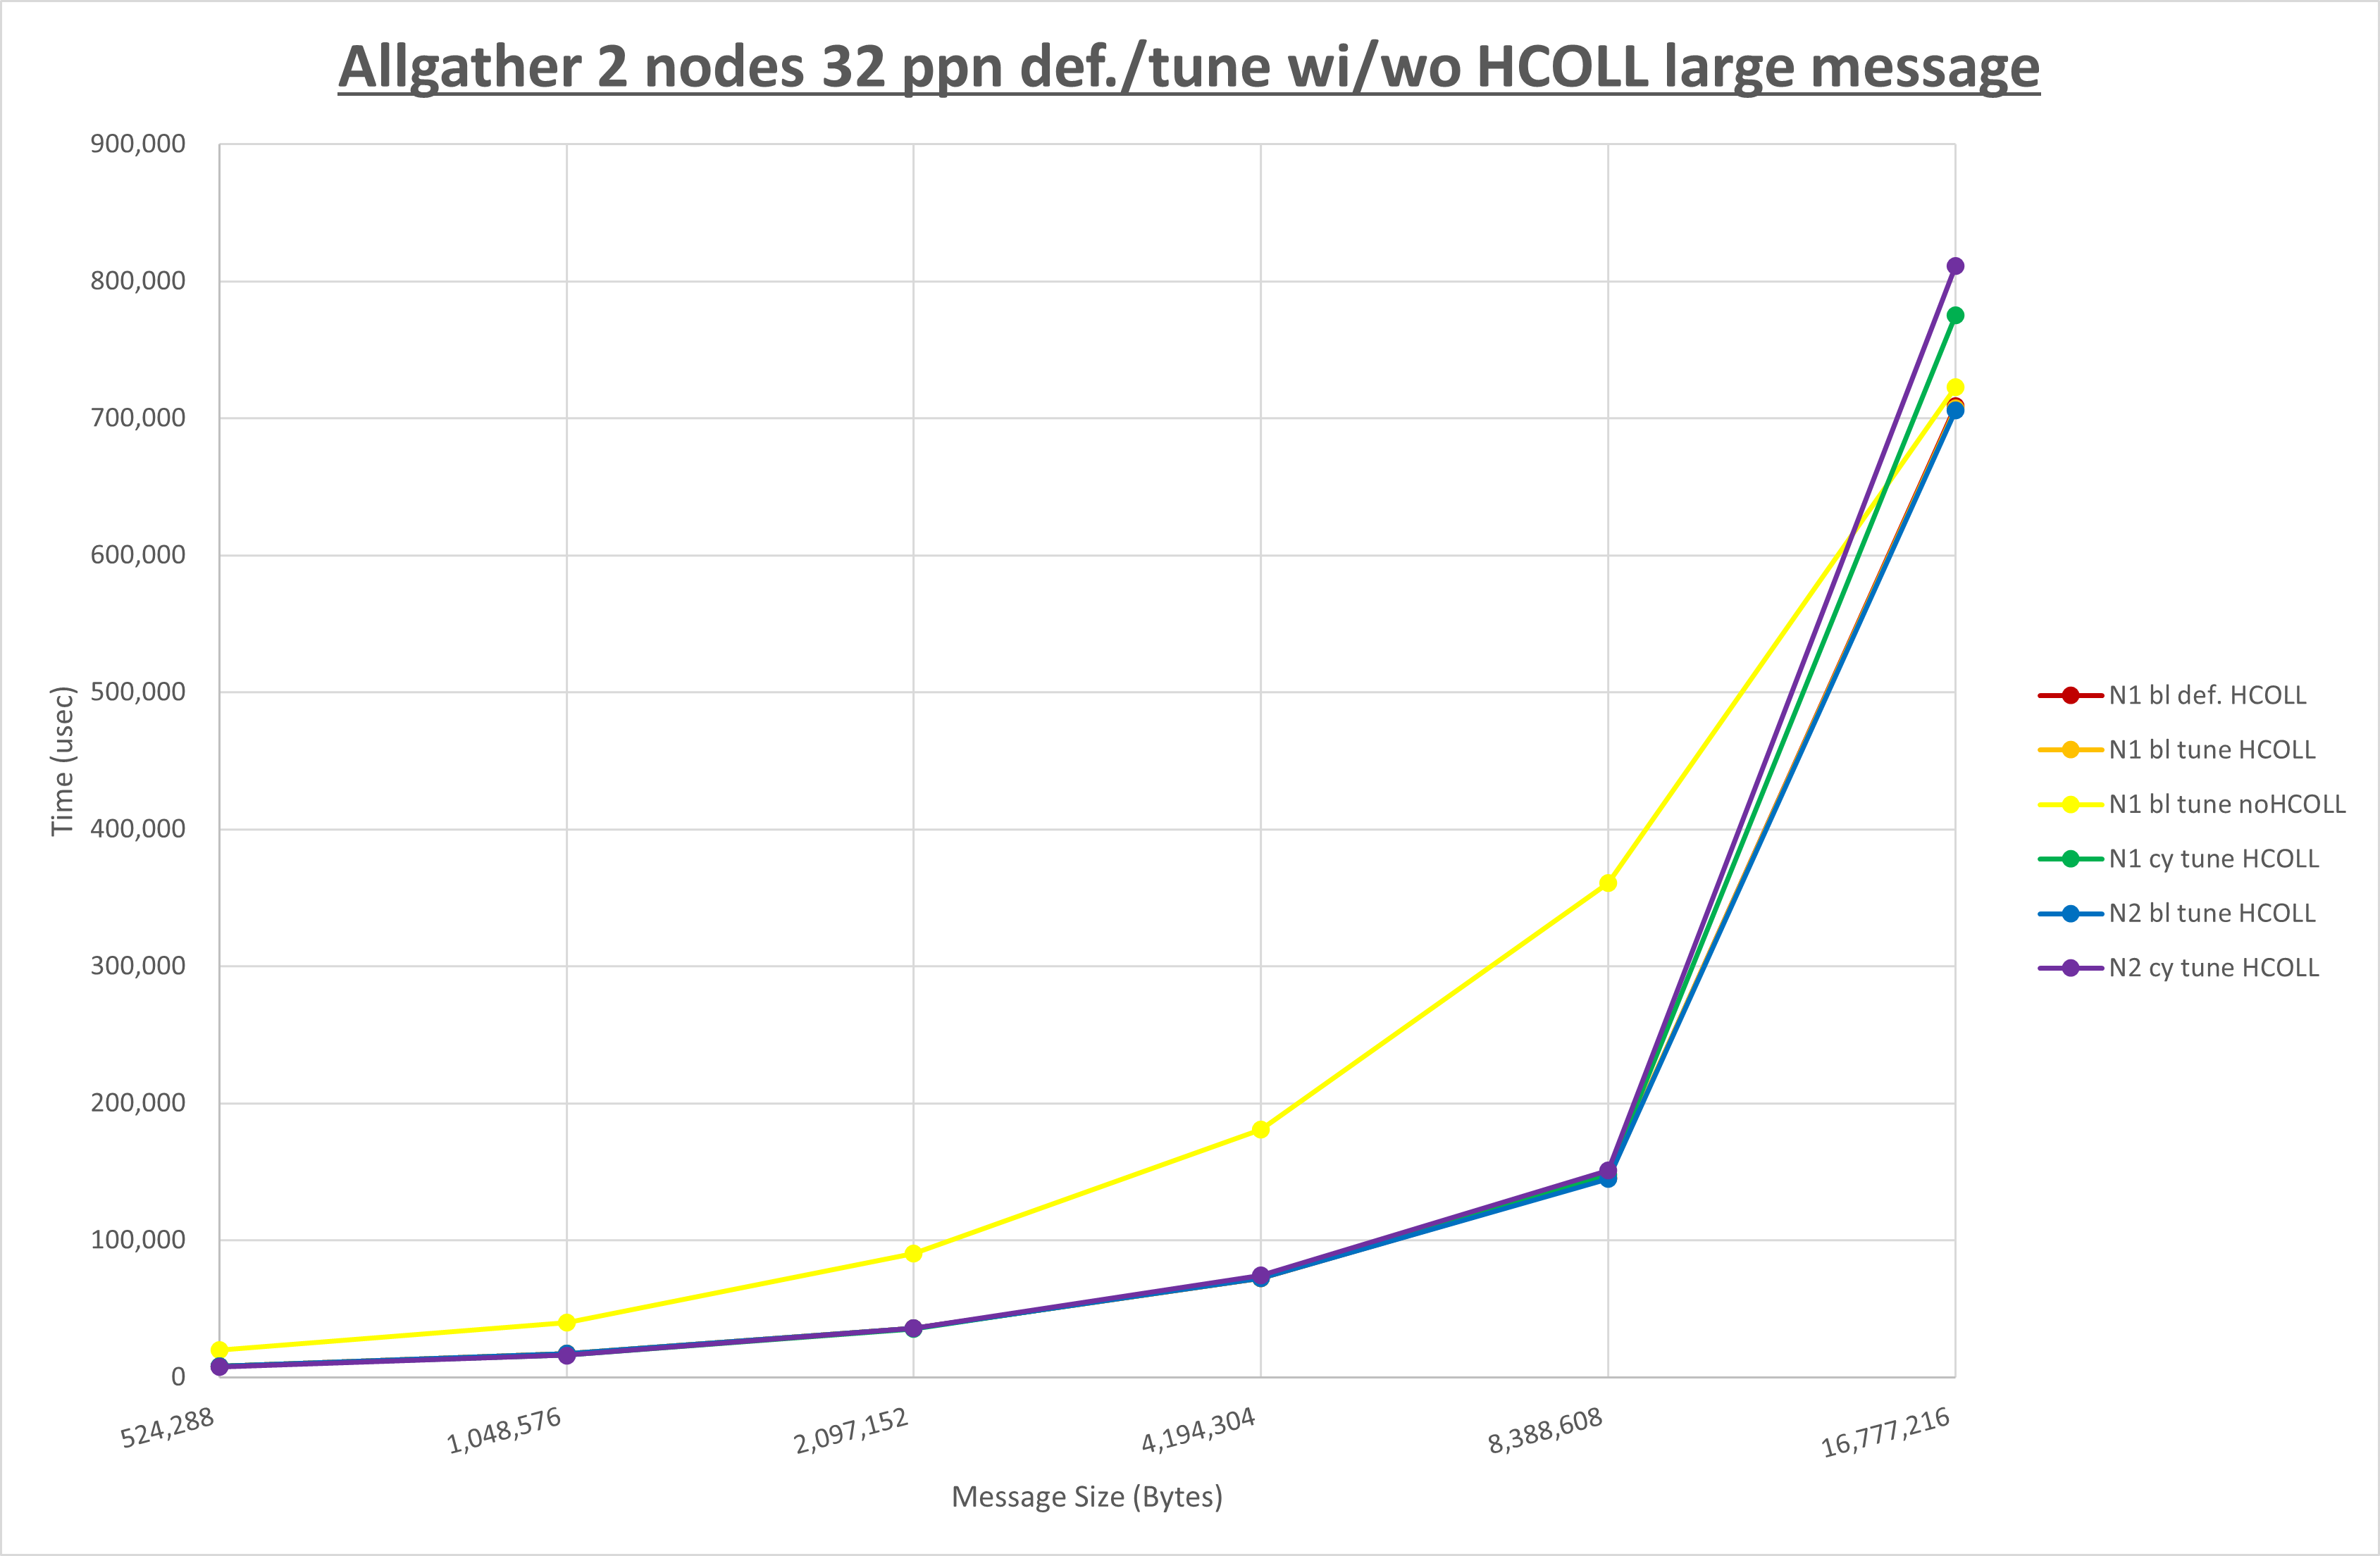 Allgather 2 nodes 32 ppn def./tune wi/wo HCOLL large message
900,000
800,000
700,000
600,000
500,000
400,000
300,000
200,000
100,000
0
Time (usec)
524,288
1,048,576
2,097,152
4,194,304
8,388,608
16,777,216
Message Size (Bytes)
N1 bl def. HCOLL
N1 bl tune HCOLL
N1 bl tune noHCOLL
N1 cy tune HCOLL
N2 bl tune HCOLL
N2 cy tune HCOLL